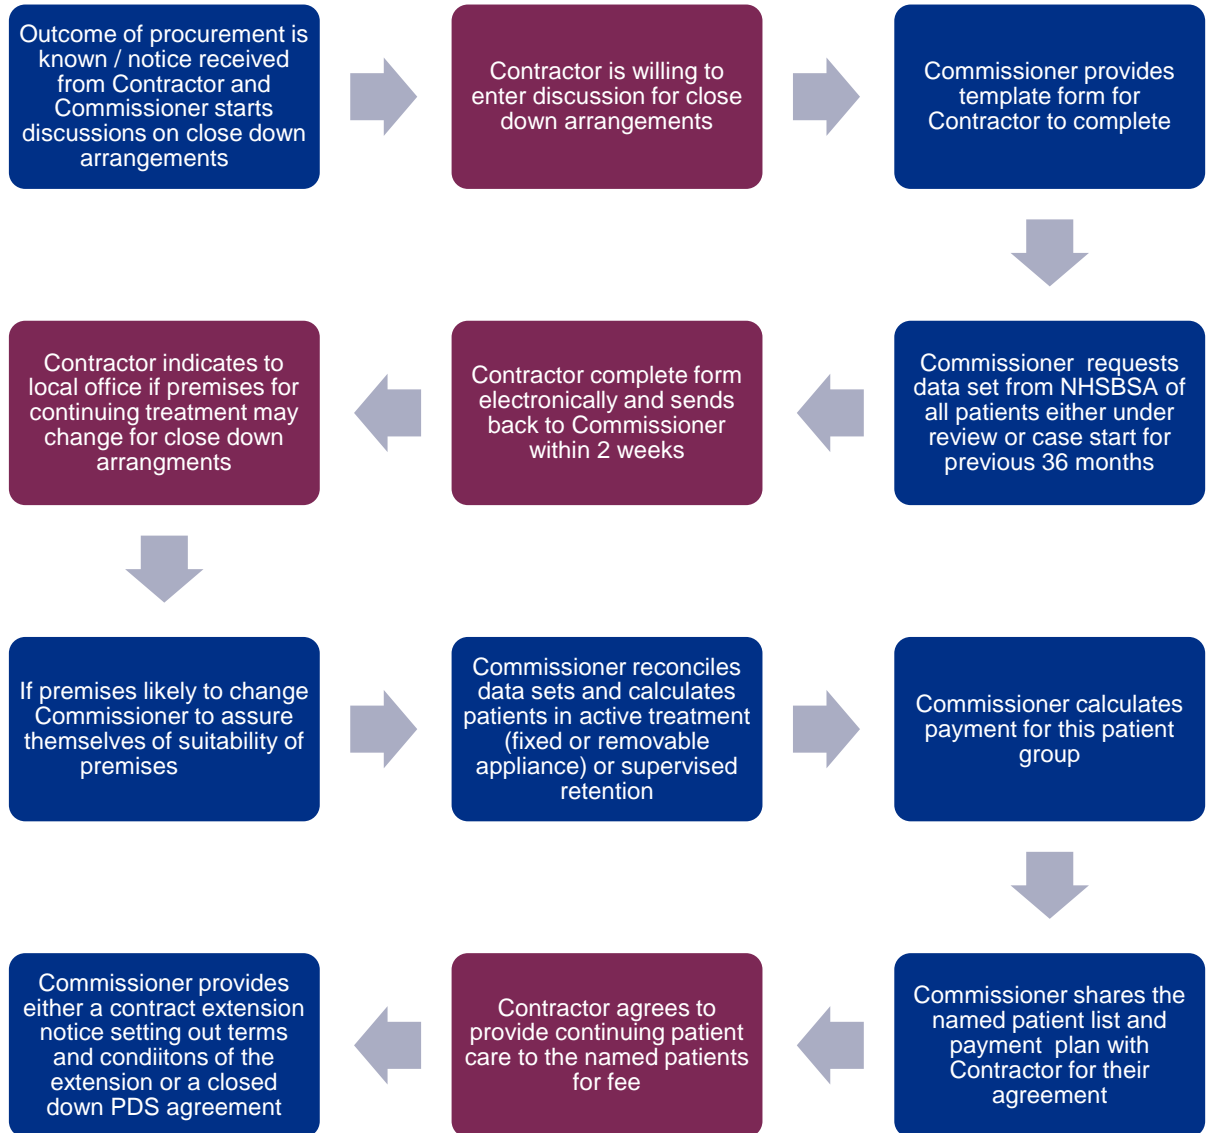 Outcome of procurement is
known / notice received
from Contractor and
Commissioner starts
discussions on close down
arrangements
Contractor is willing to
enter discussion for close
down arrangements
Commissioner provides
template form for
Contractor to complete
Commissioner requests
data set from NHSBSA of
all patients either under
review or case start for
previous 36 months
Contractor complete form
electronically and sends
back to Commissioner
within 2 weeks
Contractor indicates to
local office if premises for
continuing treatment may
change for close down
arrangments
If premises likely to change
Commissioner to assure
themselves of suitability of
premises
Commissioner reconciles
data sets and calculates
patients in active treatment
(fixed or removable
appliance) or supervised
retention
Commissioner calculates
payment for this patient
group
Commissioner shares the
named patient list and
payment plan with
Contractor for their
agreement
Contractor agrees to
provide continuing patient
care to the named patients
for fee
Commissioner provides
either a contract extension
notice setting out terms
and condiitons of the
extension or a closed
down PDS agreement